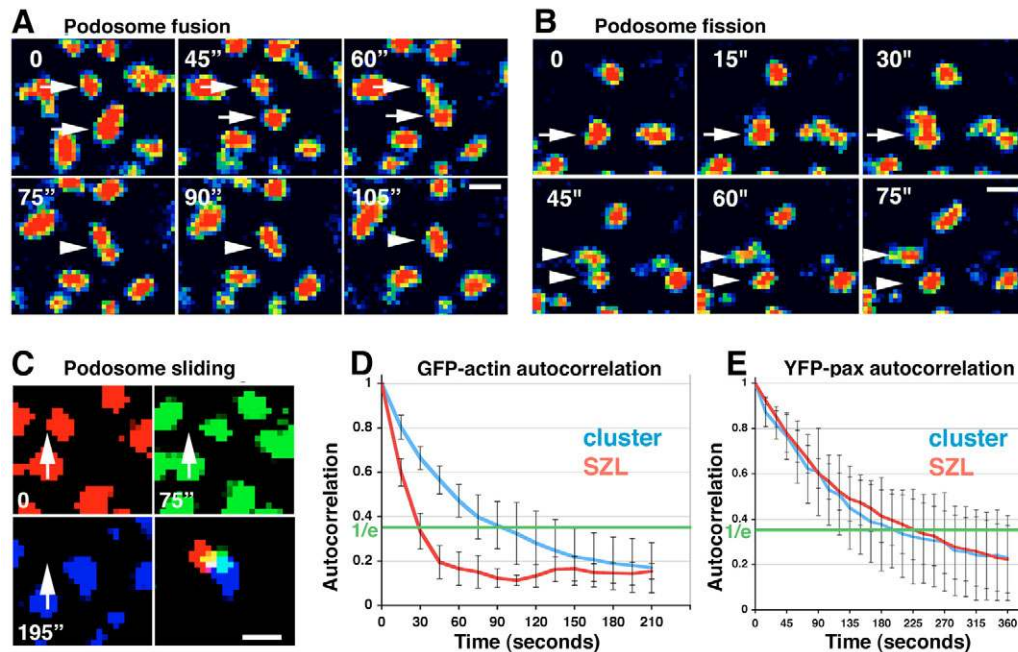 A Podosome fusion
0 45” 60”
75” 90” 105”
B Podosome fission
0 15" 30"
45" 60" 75"
C Podosome sliding
0 75”
195”
D GFP-actin autocorrelation
Autocorrelation
1
0.8
0.6
0.4
1/e
0.2
0
cluster
SZL
0 30 60 90 120 150 180 210
Time (seconds)
E YFP-pax autocorrelation
Autocorrelation
1
0.8
0.6
0.4
1/e
0.2
0
cluster
SZL
0 45 90 135 180 225 270 315 360
Time (seconds)